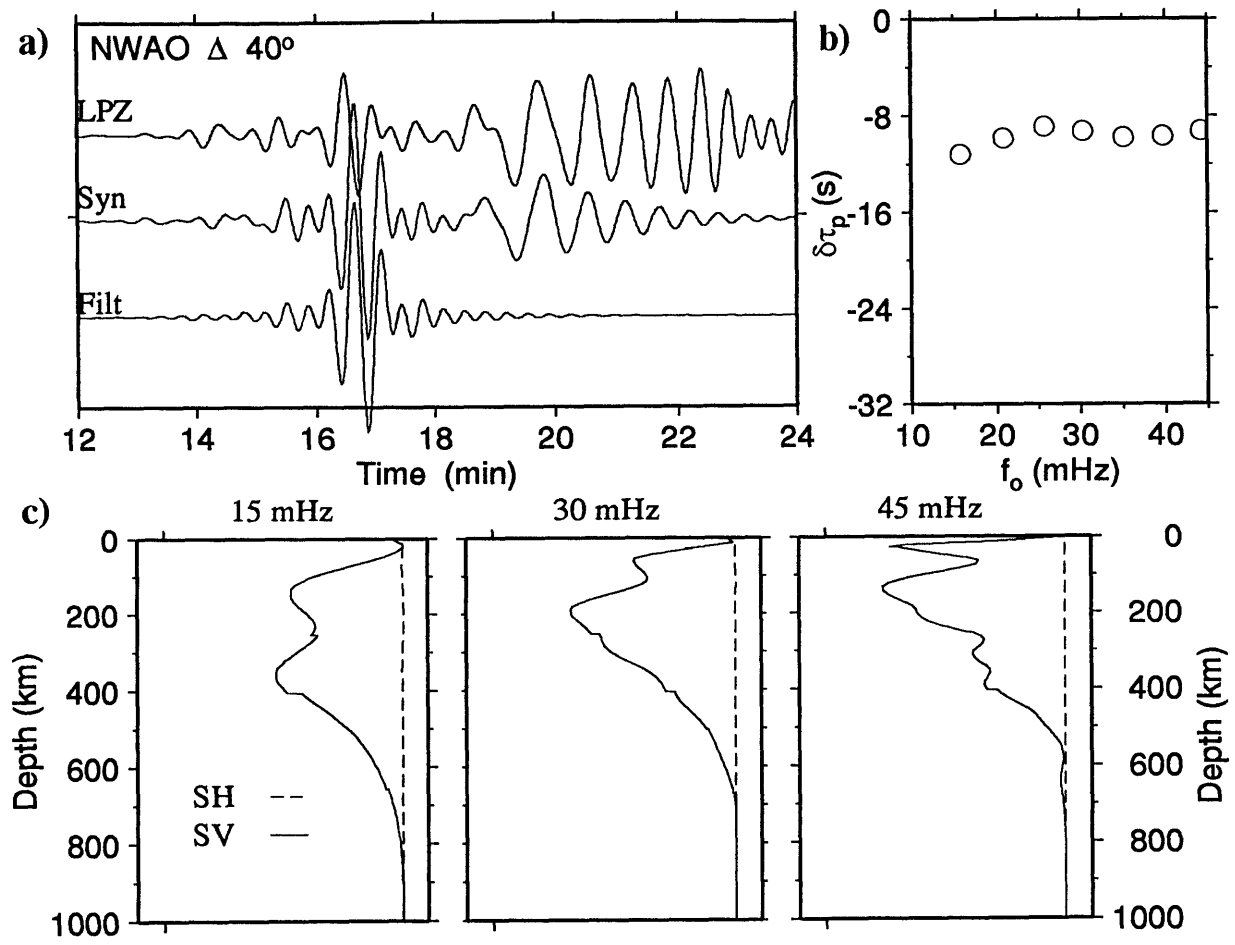 a)
NWAO Δ 40º
LPZ
Syn
Filt
12 14 16 18 20 22 24
Time (min)
b)
0
-8
-16
-24
-32
δτp (s)
10 20 30 40
fo (mHz)
c)
15 mHz 30 mHz 45 mHz
0
200
400
600
800
1000
Depth (km)
SH
SV
0
200
400
600
800
1000
Depth (km)